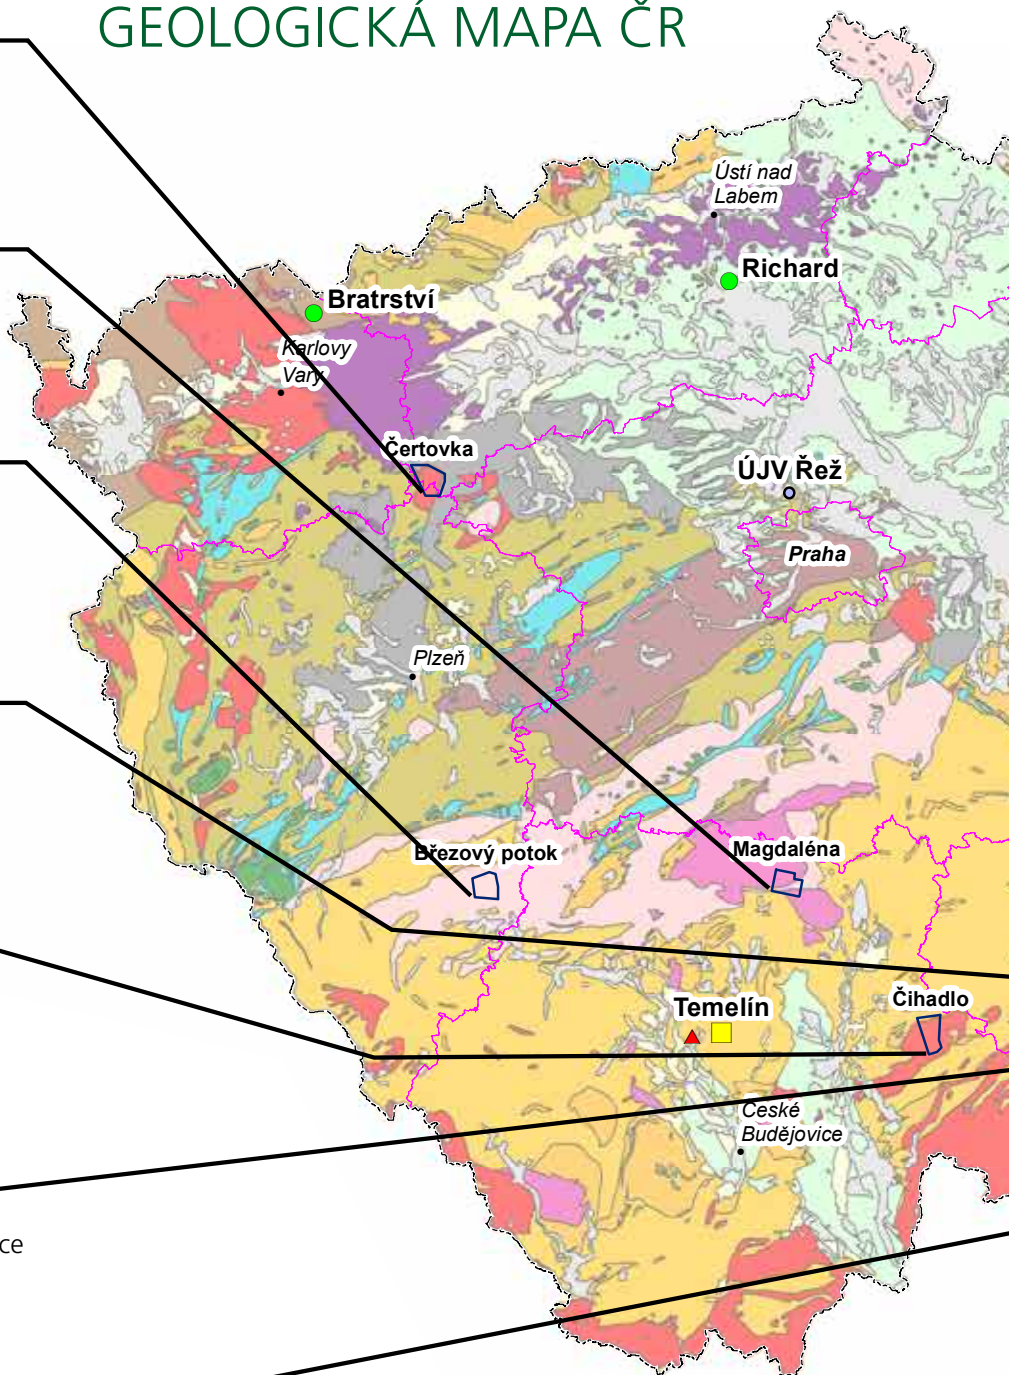 GEOLOGICKÁ MAPA ČR
Ústí nad
Labem
Richard
Bratrství
Karlovy
Vary
Čertovka
ÚJV Řež
Praha
Plzeň
Březový potok
Magdaléna
Čihadlo
Temelín
České
Budějovice
ce